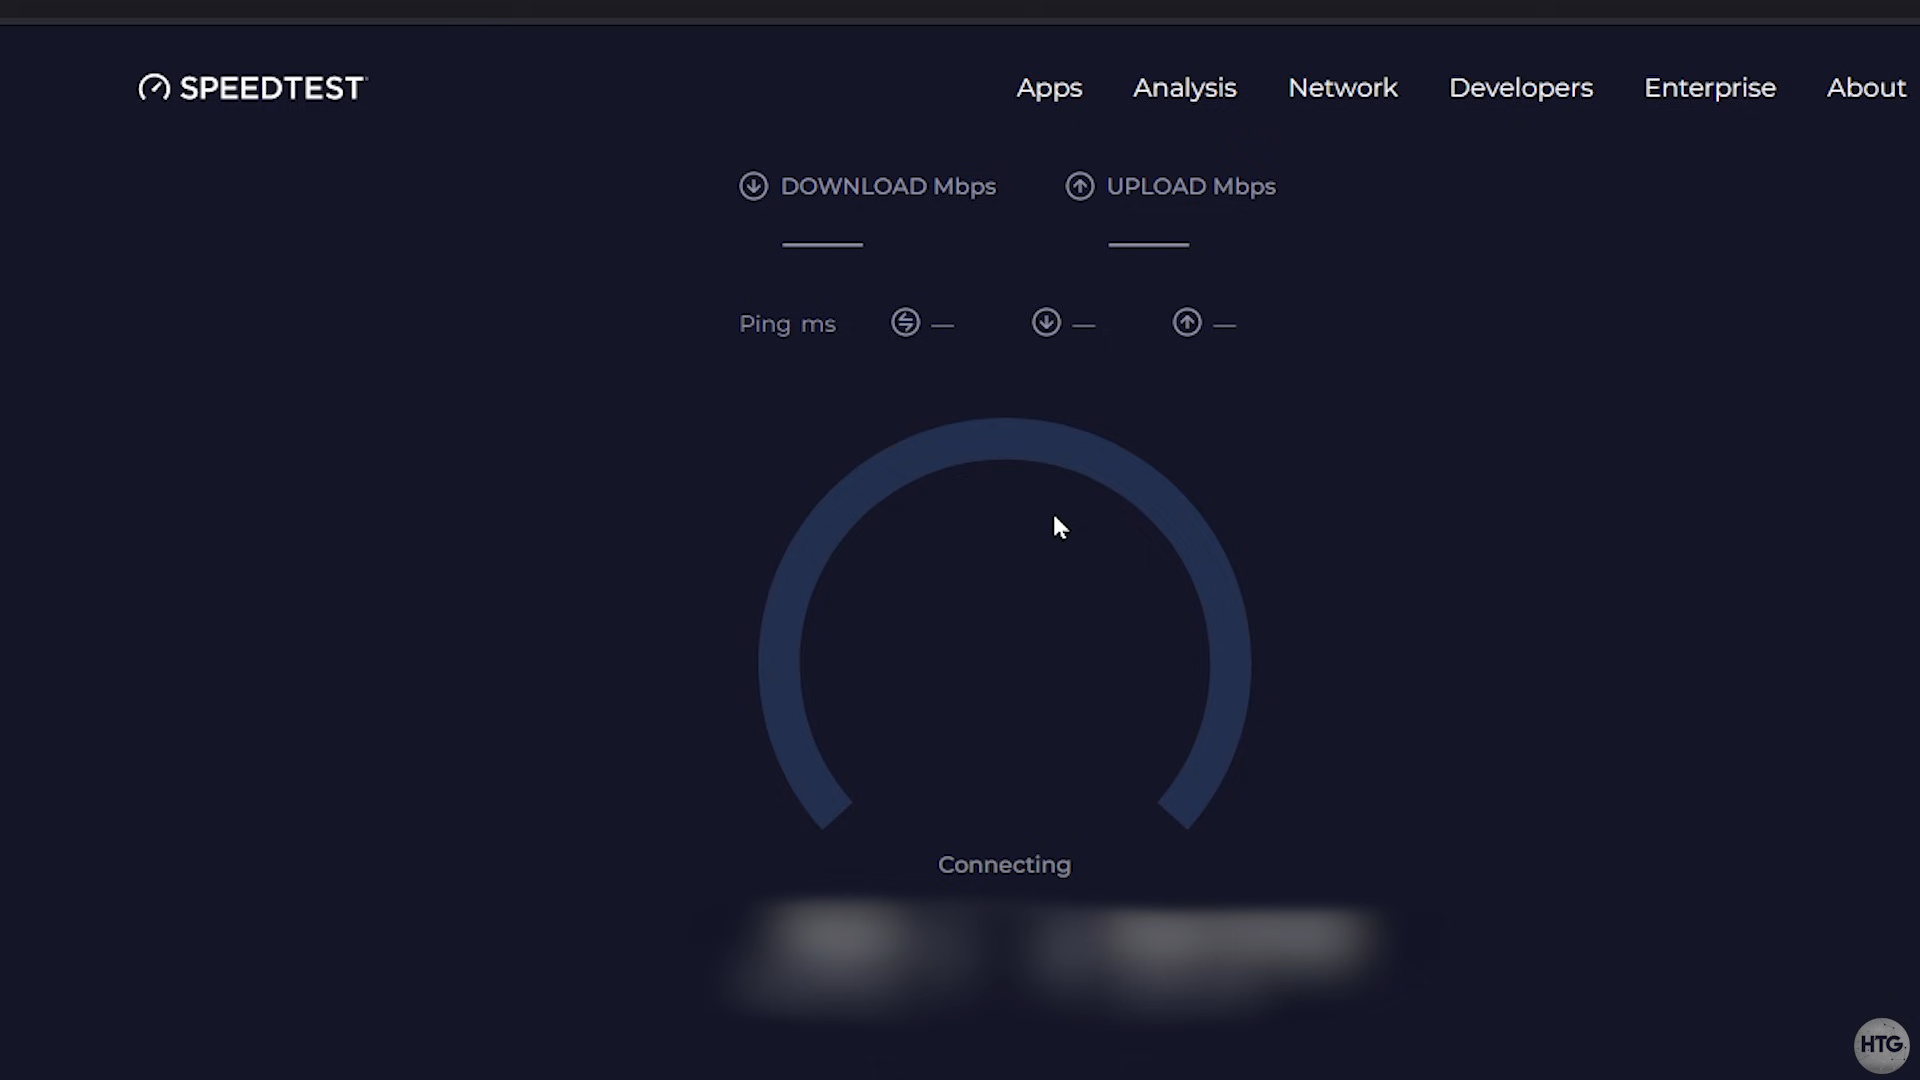 SPEEDTEST
Apps Analysis Network Developers Enterprise About
DOWNLOAD Mbps UPLOAD Mbps
Ping ms — — —
Connecting
HTG